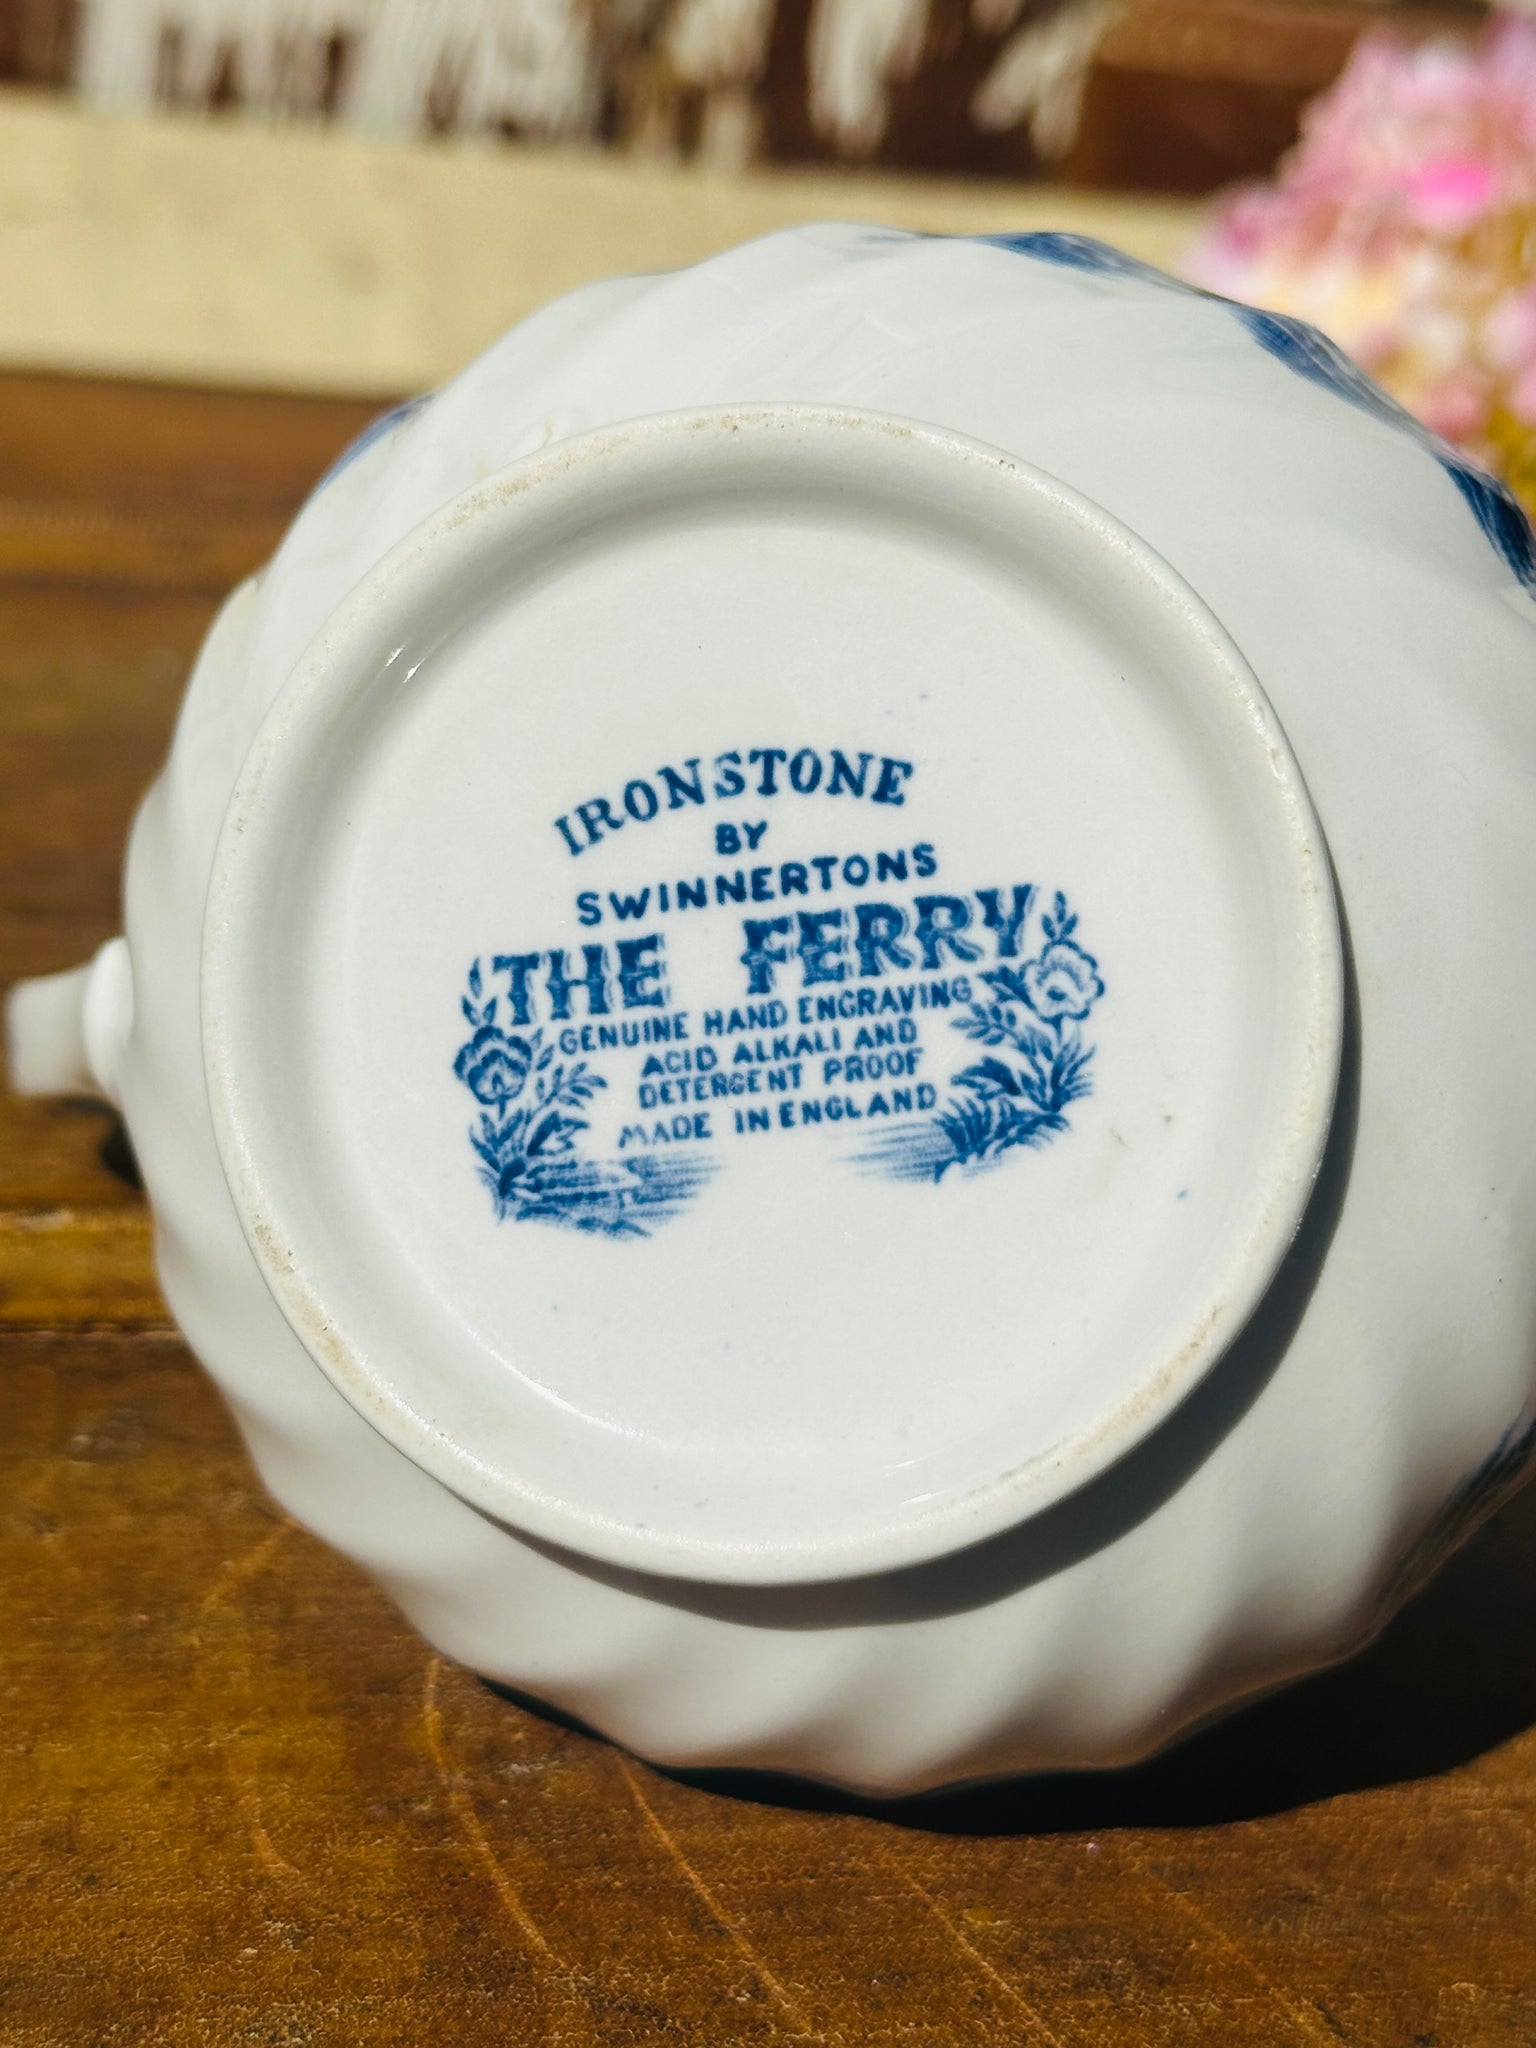 IRONSTONE
BY
SWINNERTONS
THE FERRY
GENUINE HAND ENGRAVING
ACID ALKALI AND
DETERGENT PROOF
MADE IN ENGLAND